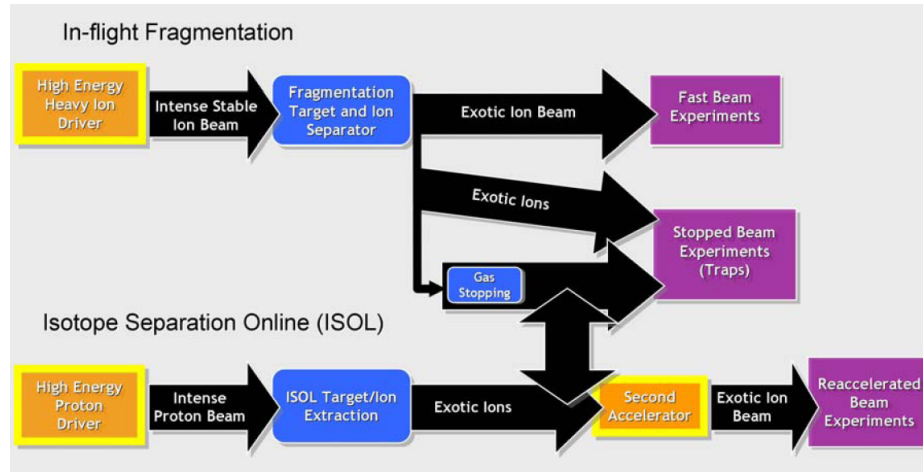 In-flight Fragmentation
High Energy
Heavy Ion
Driver
Intense Stable
Ion Beam
Fragmentation
Target and Ion
Separator
Exotic Ion Beam
Fast Beam
Experiments
Exotic Ions
Stopped Beam
Experiments
(Traps)
Gas
Stopping
Isotope Separation Online (ISOL)
High Energy
Proton
Driver
Intense
Proton Beam
ISOL Target/Ion
Extraction
Exotic Ions
Second
Accelerator
Exotic Ion
Beam
Reaccelerated
Beam
Experiments